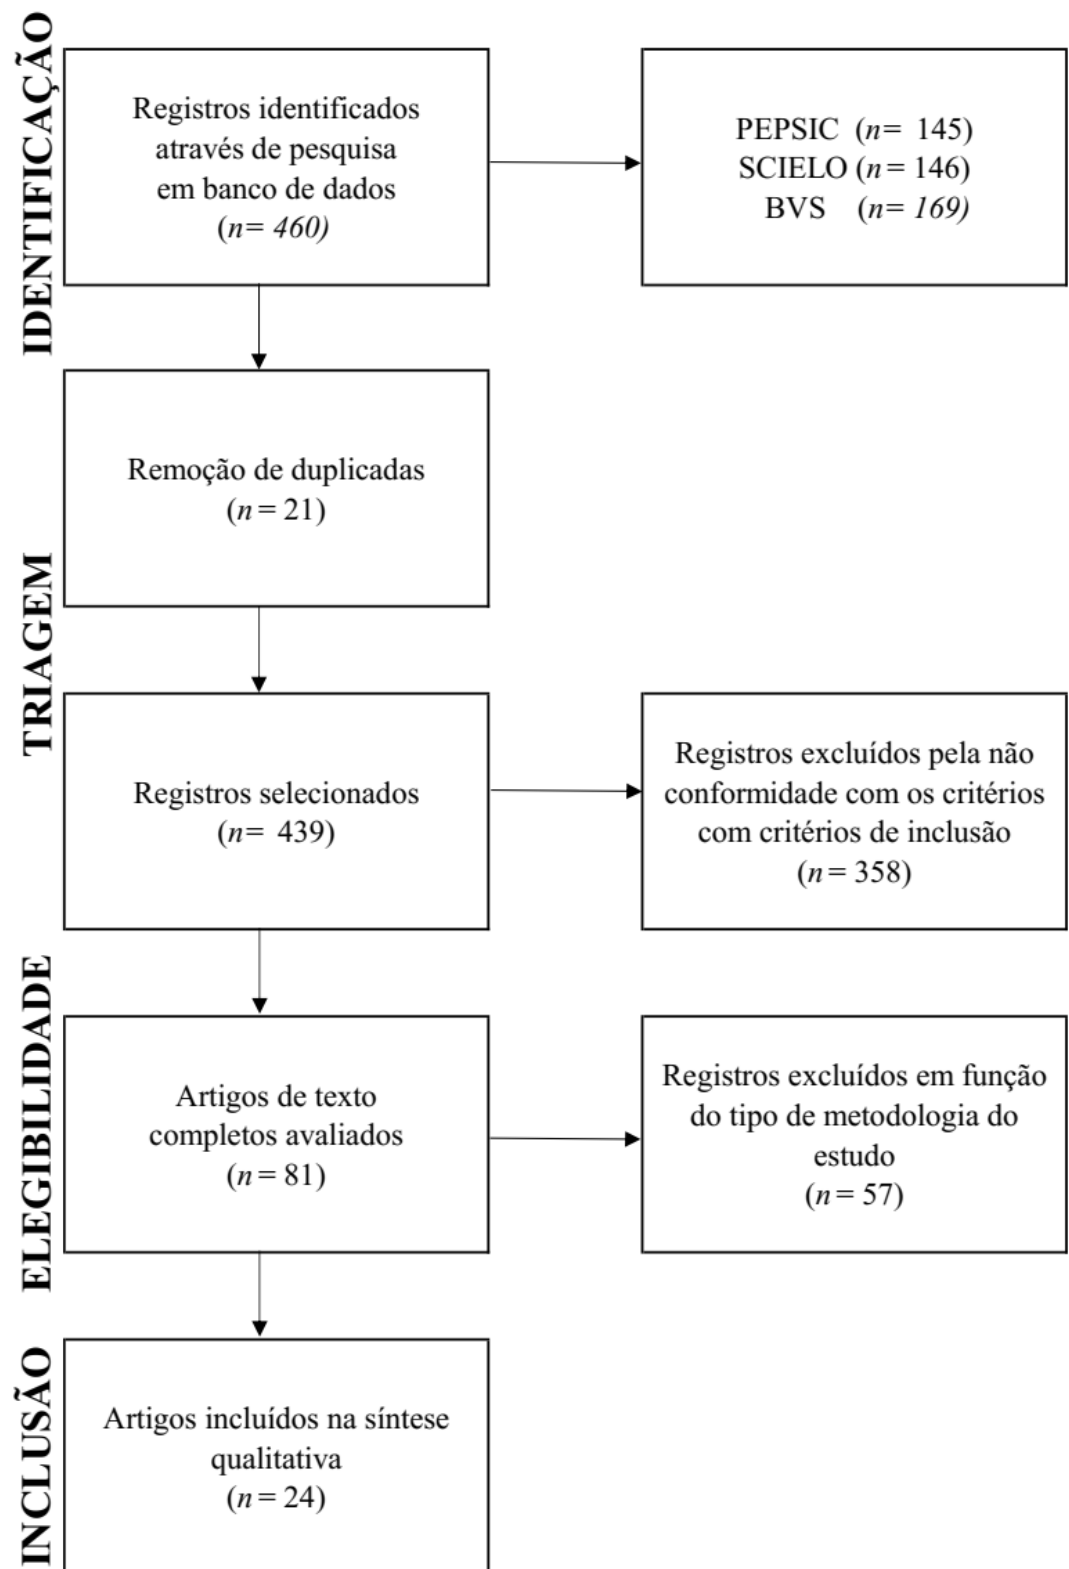 IDENTIFICAÇÃO
Registros identificados
através de pesquisa
em banco de dados
(n= 460)
PEPSIC (n= 145)
SCIELO (n = 146)
BVS (n= 169)
TRIAGEM
Remoção de duplicadas
(n = 21)
Registros selecionados
(n= 439)
Registros excluídos pela não
conformidade com os critérios
com critérios de inclusão
(n = 358)
ELEGIBILIDADE
Artigos de texto
completos avaliados
(n = 81)
Registros excluídos em função
do tipo de metodologia do
estudo
(n = 57)
INCLUSÃO
Artigos incluídos na síntese
qualitativa
(n = 24)